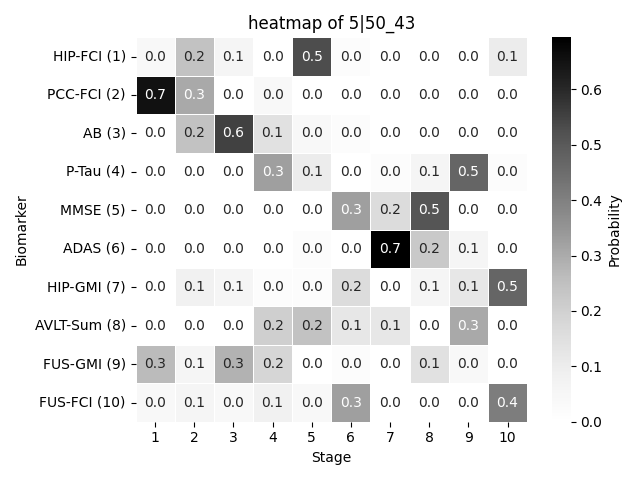 heatmap of 5|50_43
HIP-FCI (1) 0.0 0.2 0.1 0.0 0.5 0.0 0.0 0.0 0.0 0.1
PCC-FCI (2) 0.7 0.3 0.0 0.0 0.0 0.0 0.0 0.0 0.0 0.0
AB (3) 0.0 0.2 0.6 0.1 0.0 0.0 0.0 0.0 0.0 0.0
P-Tau (4) 0.0 0.0 0.0 0.3 0.1 0.0 0.0 0.1 0.5 0.0
MMSE (5) 0.0 0.0 0.0 0.0 0.0 0.3 0.2 0.5 0.0 0.0
ADAS (6) 0.0 0.0 0.0 0.0 0.0 0.0 0.7 0.2 0.1 0.0
HIP-GMI (7) 0.0 0.1 0.1 0.0 0.0 0.2 0.0 0.1 0.1 0.5
AVLT-Sum (8) 0.0 0.0 0.0 0.2 0.2 0.1 0.1 0.0 0.3 0.0
FUS-GMI (9) 0.3 0.1 0.3 0.2 0.0 0.0 0.0 0.1 0.0 0.0
FUS-FCI (10) 0.0 0.1 0.0 0.1 0.0 0.3 0.0 0.0 0.0 0.4
1 2 3 4 5 6 7 8 9 10
Stage
Biomarker
0.6
0.5
0.4
0.3
0.2
0.1
0.0
Probability